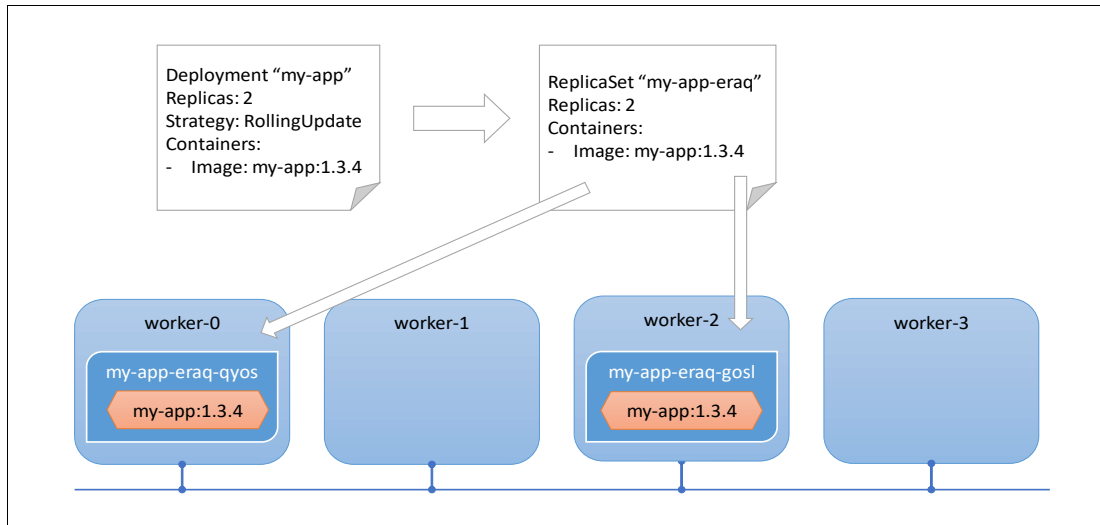 Deployment “my-app”
Replicas: 2
Strategy: RollingUpdate
Containers:
- Image: my-app:1.3.4
ReplicaSet “my-app-eraq”
Replicas: 2
Containers:
- Image: my-app:1.3.4
worker-0
my-app-eraq-qyos
my-app:1.3.4
worker-1
worker-2
my-app-eraq-gosl
my-app:1.3.4
worker-3